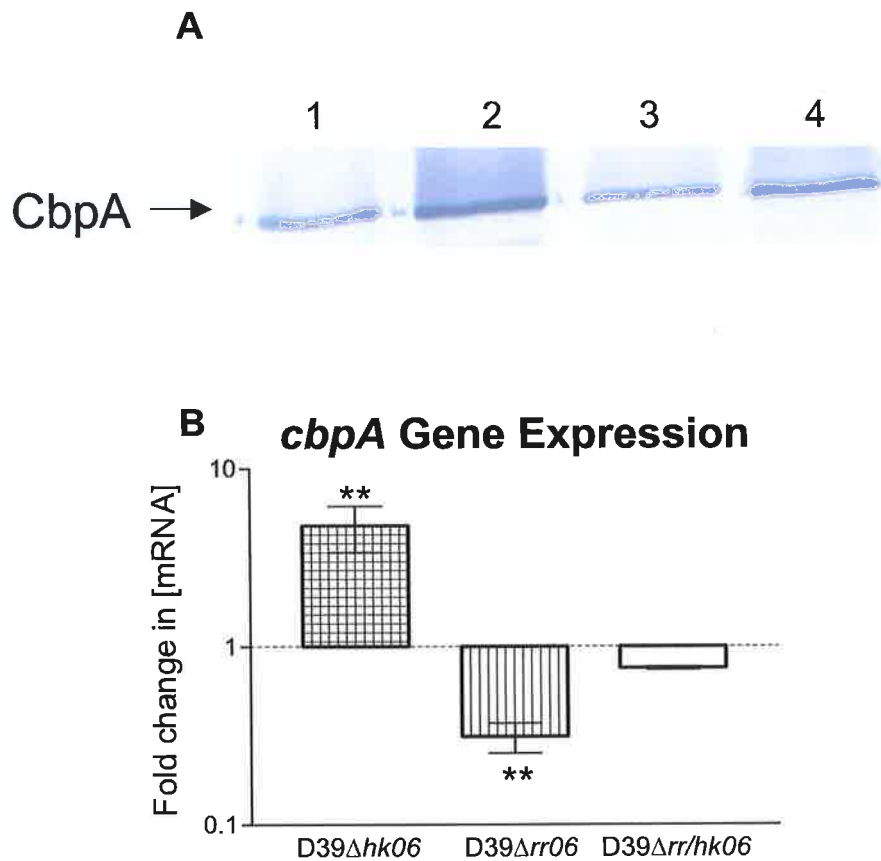 A
1 2 3 4
CbpA
B
cbpA Gene Expression
Fold change in [mRNA]
10
**
1
**
0.1
D39Δhk06 D39Δrr06 D39Δrr/hk06